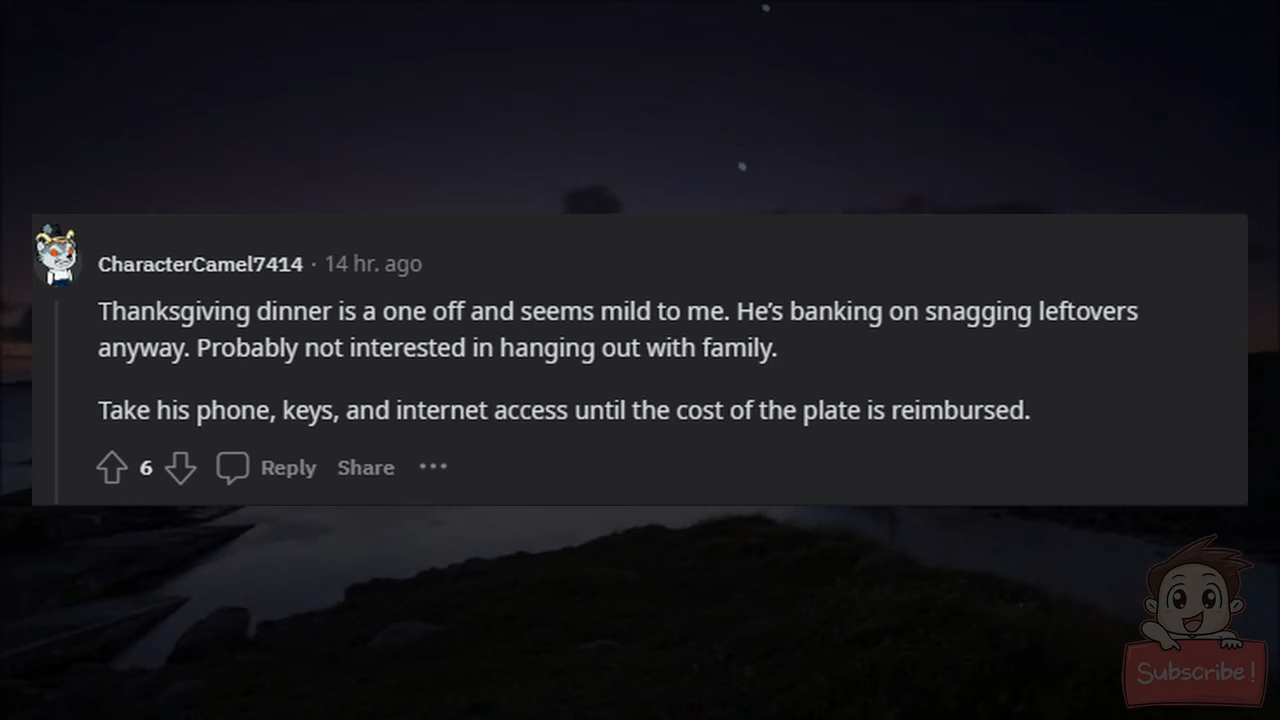 CharacterCamel7414 · 14 hr. ago
Thanksgiving dinner is a one off and seems mild to me. He’s banking on snagging leftovers
anyway. Probably not interested in hanging out with family.
Take his phone, keys, and internet access until the cost of the plate is reimbursed.
6 Reply Share ···
Subscribe!